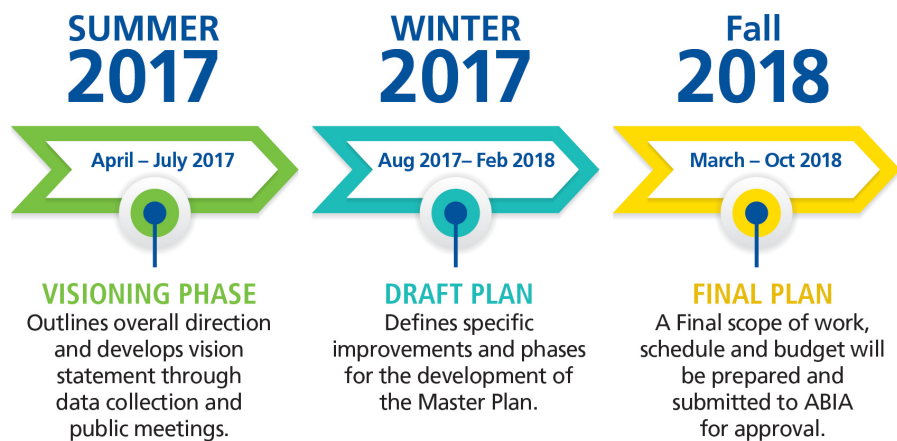 SUMMER
2017
April – July 2017
VISIONING PHASE
Outlines overall direction
and develops vision
statement through
data collection and
public meetings.
WINTER
2017
Aug 2017– Feb 2018
DRAFT PLAN
Defines specific
improvements and phases
for the development of
the Master Plan.
Fall
2018
March – Oct 2018
FINAL PLAN
A Final scope of work,
schedule and budget will
be prepared and
submitted to ABIA
for approval.